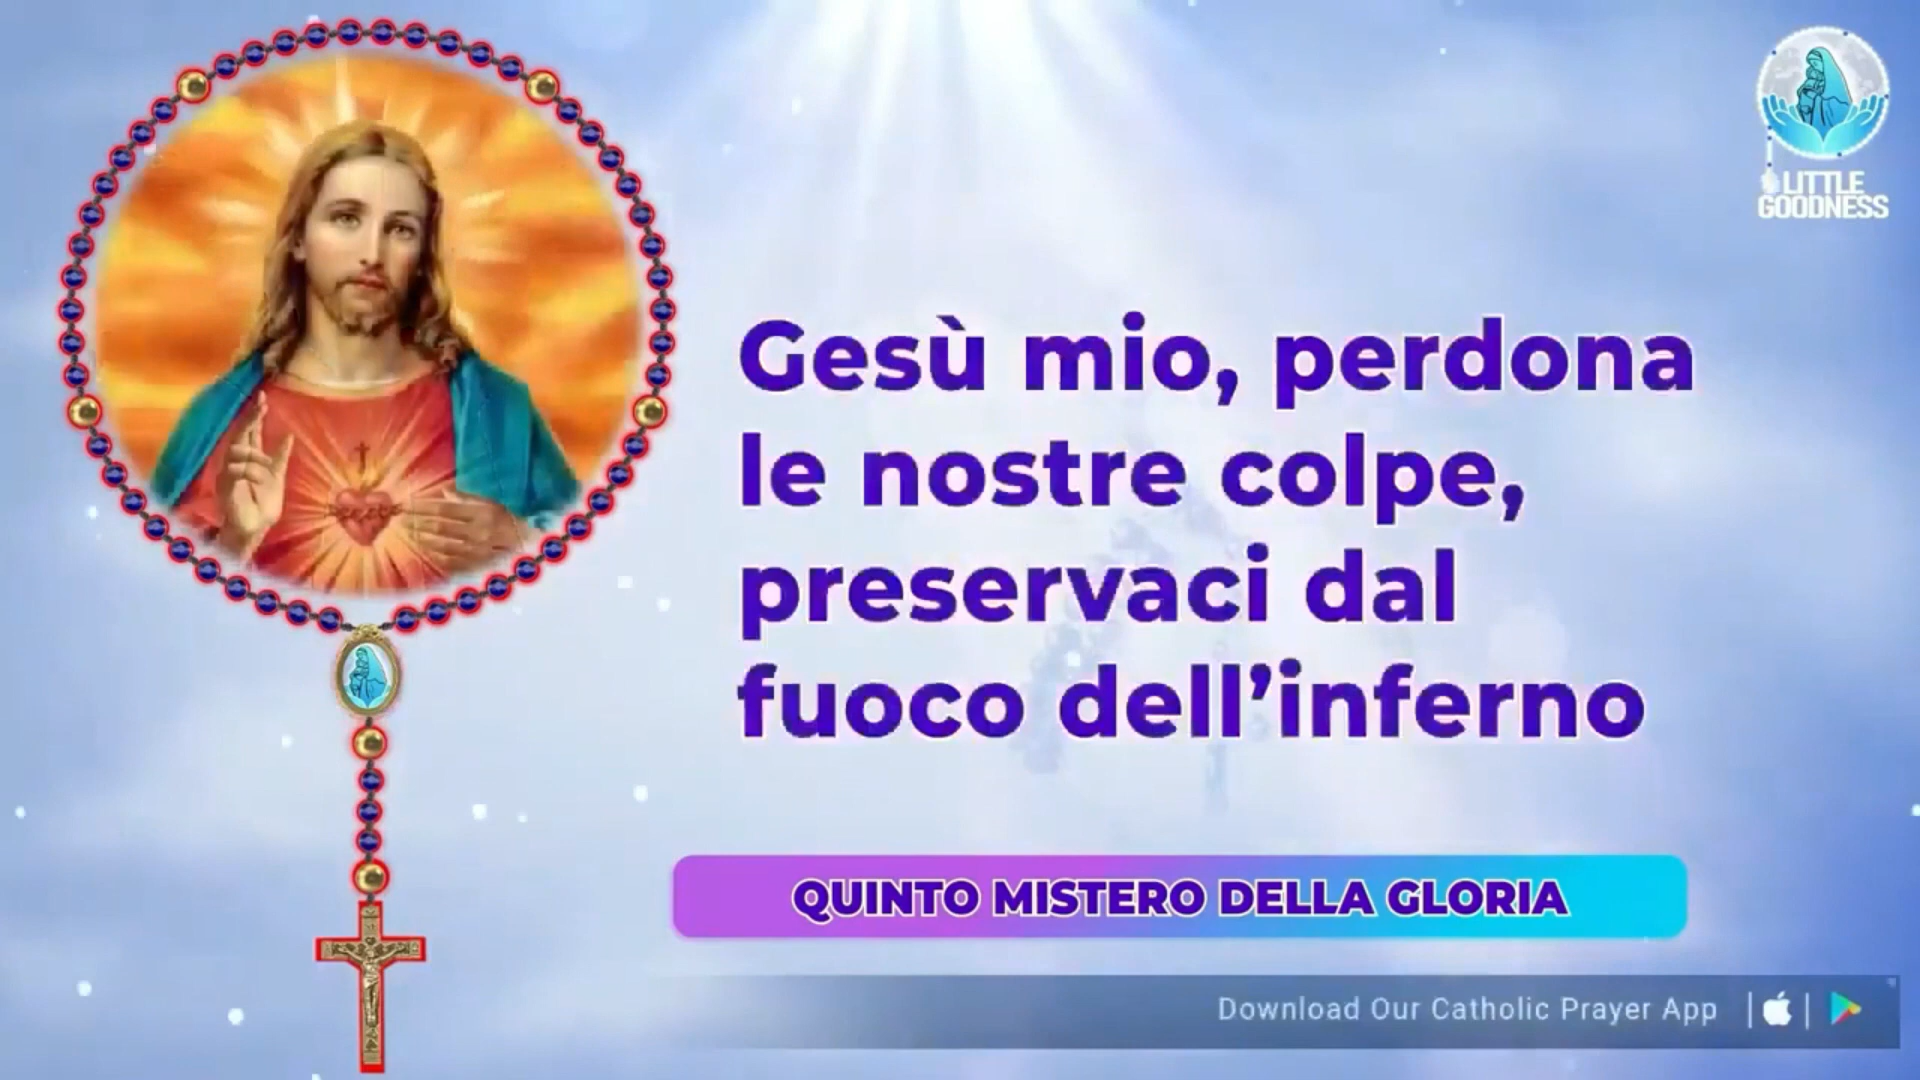 LITTLE
GOODNESS
Gesù mio, perdona
le nostre colpe,
preservaci dal
fuoco dell’inferno
QUINTO MISTERO DELLA GLORIA
Download Our Catholic Prayer App